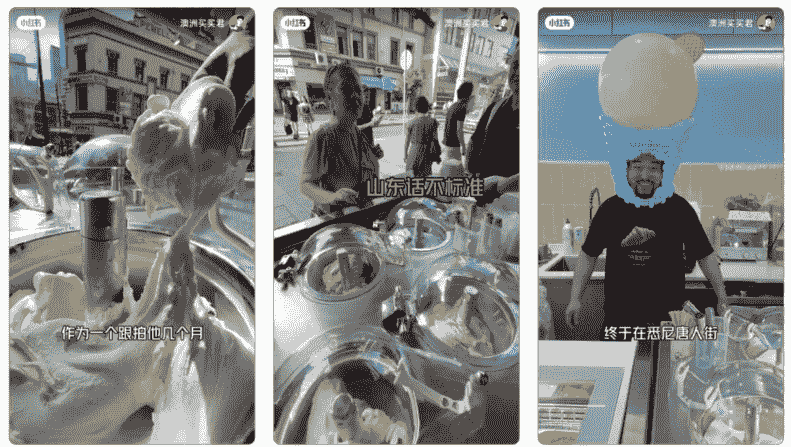 小红书
澳洲买买君
作为一个跟拍他几个月
小红书
澳洲买买君
山东话不标准
小红书
澳洲买买君
终于在悉尼唐人街